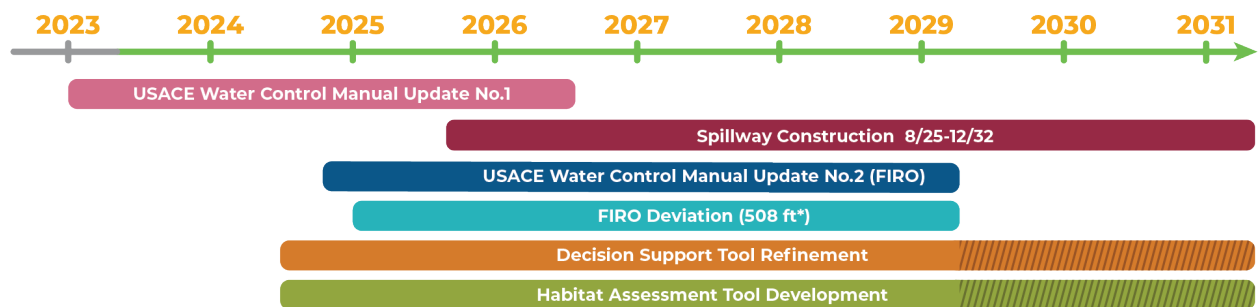 2023 2024 2025 2026 2027 2028 2029 2030 2031
USACE Water Control Manual Update No.1
Spillway Construction 8/25-12/32
USACE Water Control Manual Update No.2 (FIRO)
FIRO Deviation (508 ft*)
Decision Support Tool Refinement
Habitat Assessment Tool Development